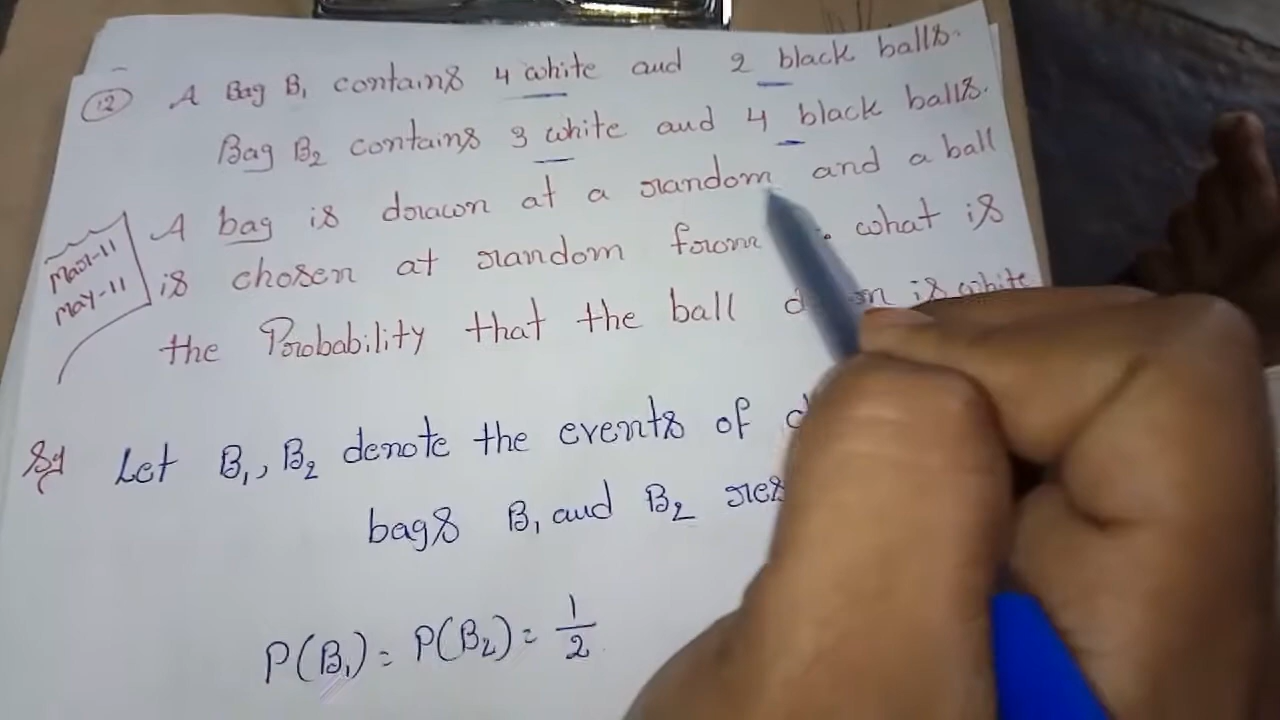 12 A Bag B₁ contains 4 white and 2 black balls.
Bag B₂ contains 3 white and 4 black balls.
A bag is drawn at a random and a ball
is chosen at random from what is
the Probability that the ball is white
Mar-11
May-11
Let B₁, B₂ denote the events of
bags B₁ and B₂
P(B₁) = P(B₂) = 1/2